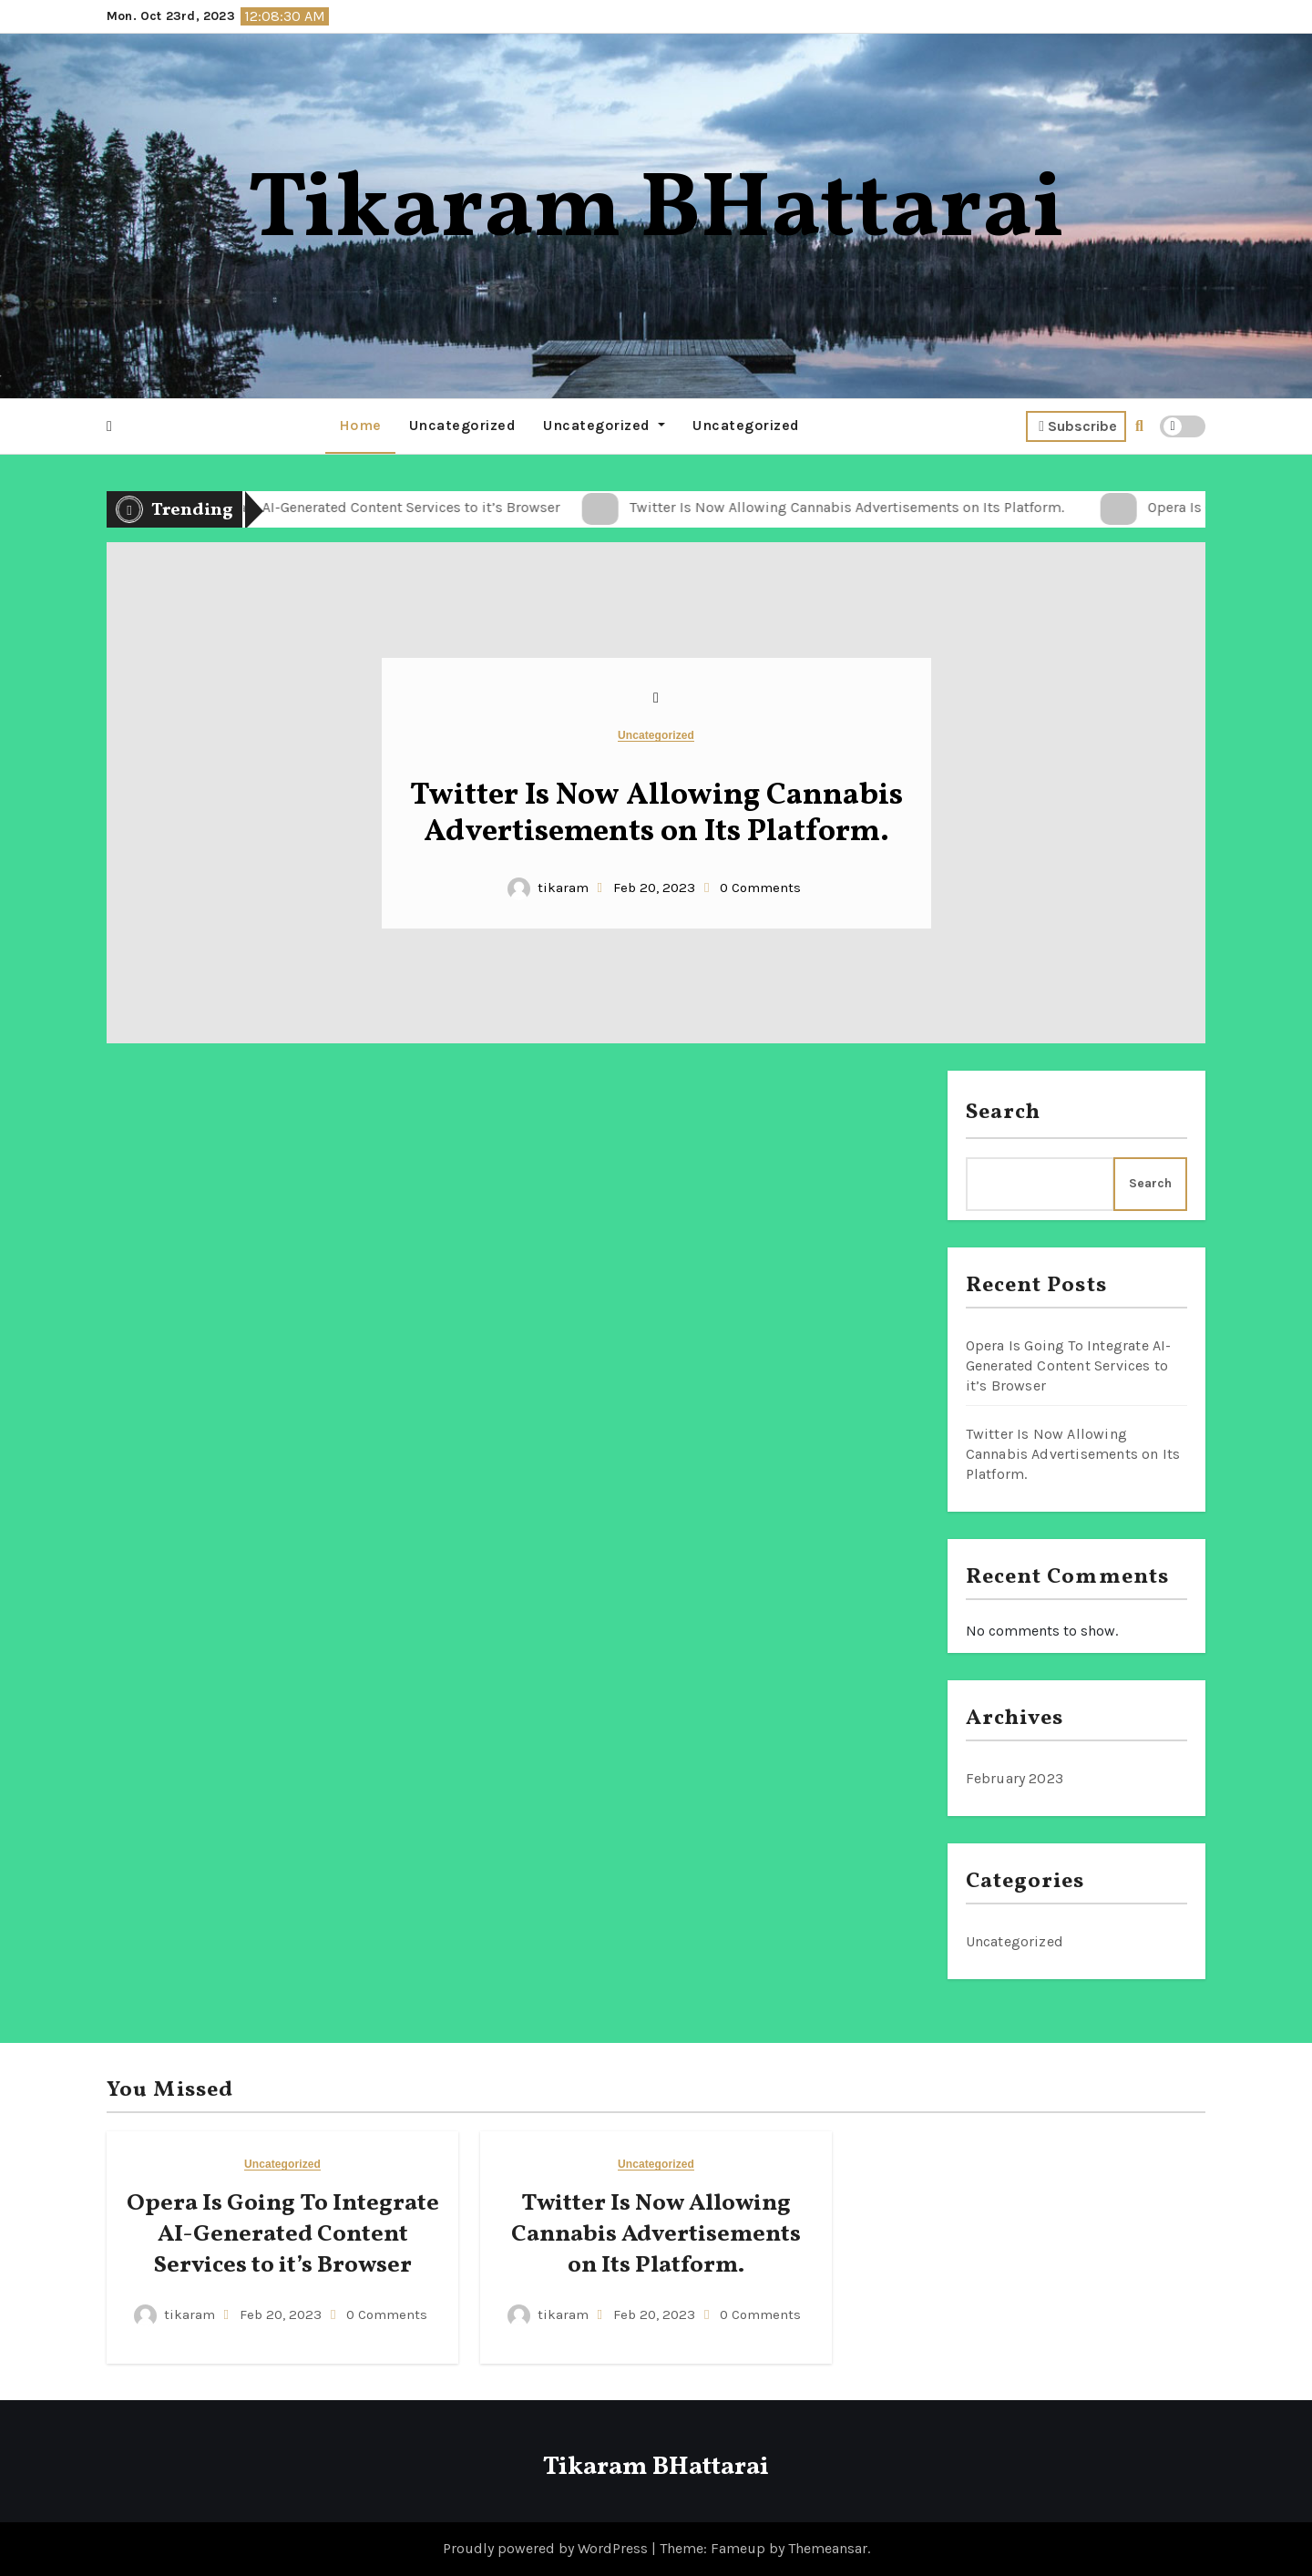 Mon. Oct 23rd, 2023 12:08:30 AM
Tikaram BHattarai
Home Uncategorized Uncategorized Uncategorized Subscribe
Trending AI-Generated Content Services to it’s Browser Twitter Is Now Allowing Cannabis Advertisements on Its Platform. Opera Is
Uncategorized
Twitter Is Now Allowing Cannabis
Advertisements on Its Platform.
tikaram Feb 20, 2023 0 Comments
Search
Search
Recent Posts
Opera Is Going To Integrate AI-
Generated Content Services to
it’s Browser
Twitter Is Now Allowing
Cannabis Advertisements on Its
Platform.
Recent Comments
No comments to show.
Archives
February 2023
Categories
Uncategorized
You Missed
Uncategorized
Opera Is Going To Integrate
AI-Generated Content
Services to it’s Browser
tikaram Feb 20, 2023 0 Comments
Uncategorized
Twitter Is Now Allowing
Cannabis Advertisements
on Its Platform.
tikaram Feb 20, 2023 0 Comments
Tikaram BHattarai
Proudly powered by WordPress | Theme: Fameup by Themeansar.